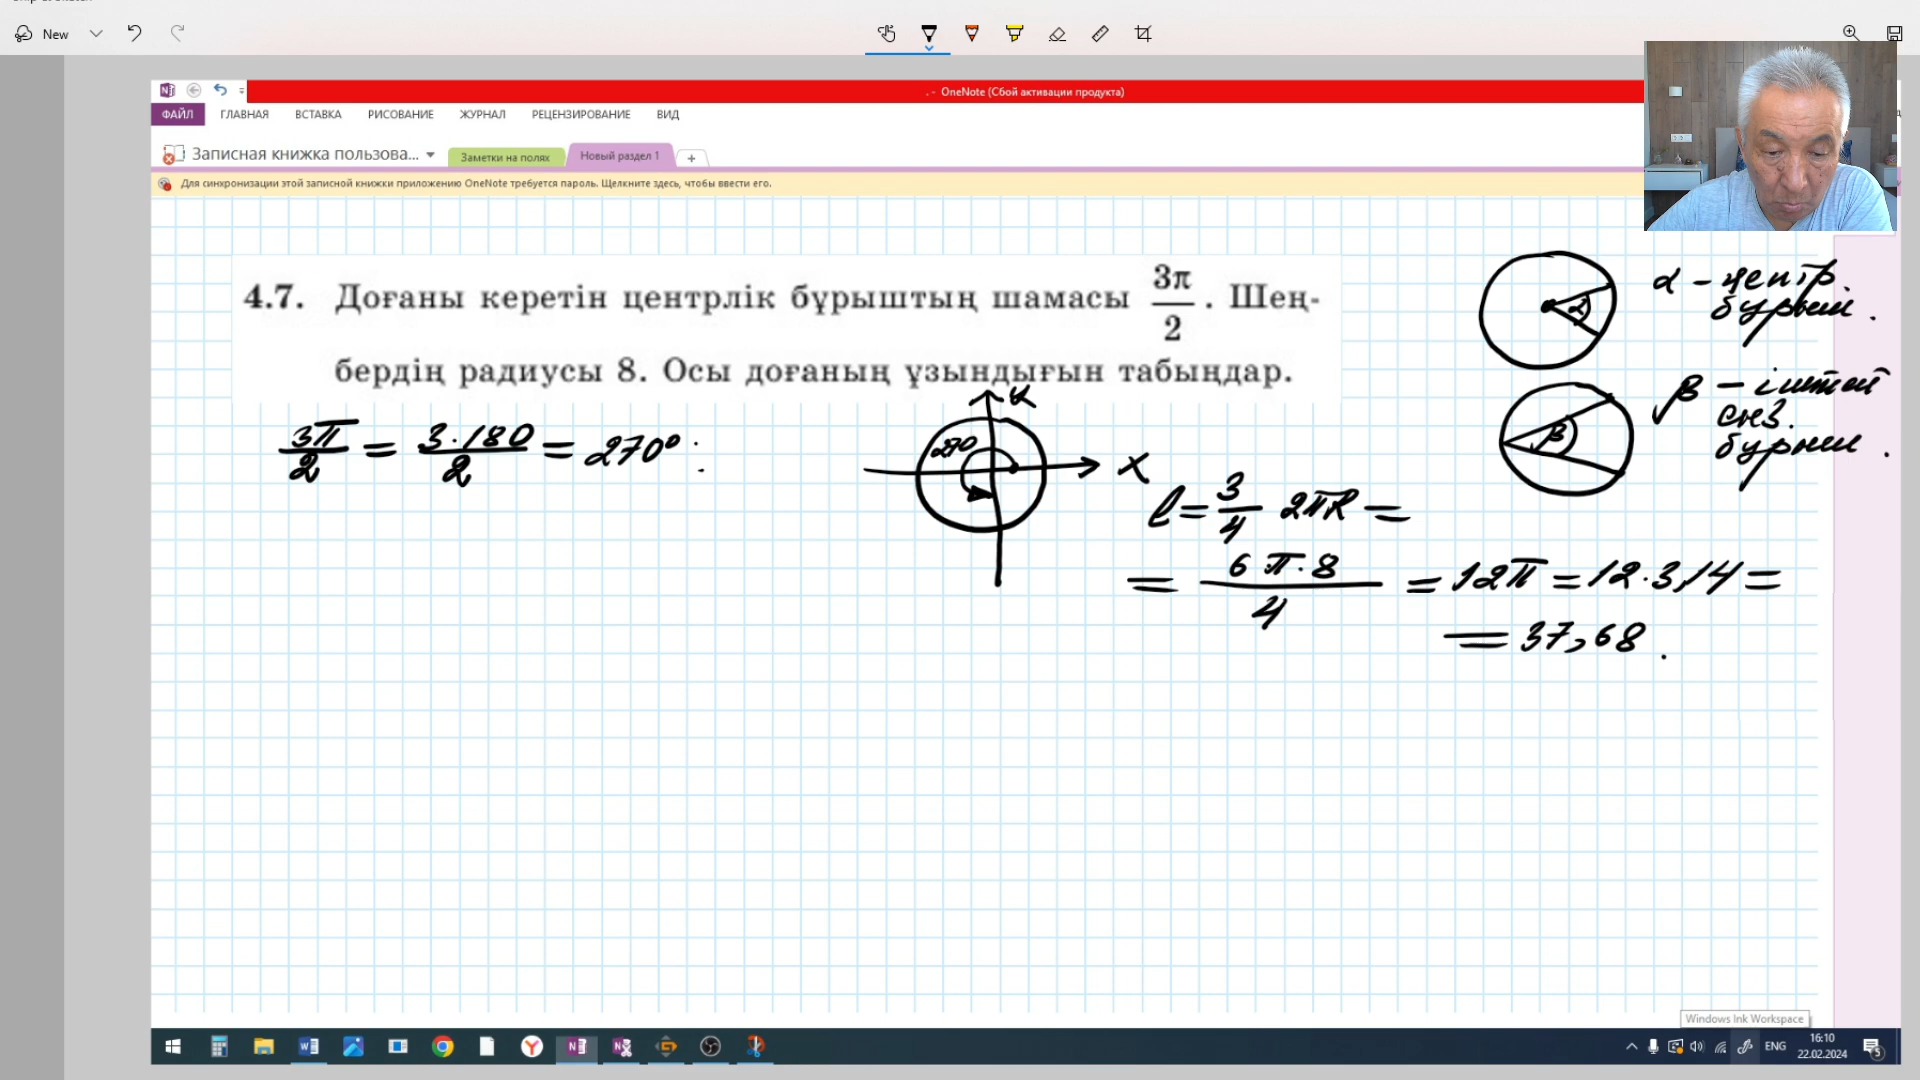 New
. - OneNote (Сбой активации продукта)
ФАЙЛ ГЛАВНАЯ ВСТАВКА РИСОВАНИЕ ЖУРНАЛ РЕЦЕНЗИРОВАНИЕ ВИД
Записная книжка пользова... Заметки на полях Новый раздел 1 +
Для синхронизации этой записной книжки приложению OneNote требуется пароль. Щелкните здесь, чтобы ввести его.
4.7. Доғаны керетін центрлік бұрыштың шамасы 3π/2 . Шең-
бердің радиусы 8. Осы доғаның ұзындығын табыңдар.
α
α - центр.
бурыш.
β
β - іштей
сыз.
бурыш.
3π/2 = 3·180/2 = 270° :
270
X
l = 3/4 2πR =
= 6π·8/4 = 12π = 12·3,14 =
= 37,68.
Windows Ink Workspace
ENG
16:10
22.02.2024
5